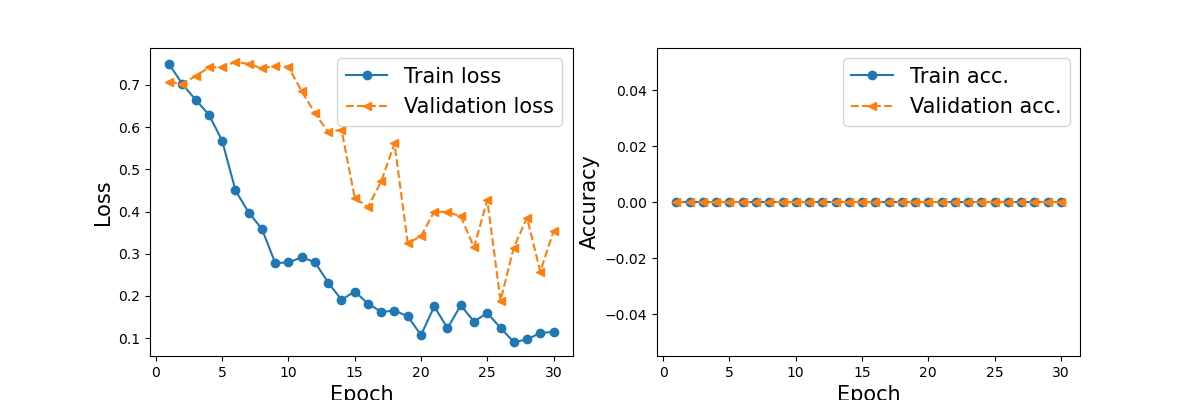 Train loss
Validation loss
0.7
0.6
0.5
0.4
0.3
0.2
0.1
Loss
0 5 10 15 20 25 30
Epoch
Train acc.
Validation acc.
0.04
0.02
0.00
−0.02
−0.04
Accuracy
0 5 10 15 20 25 30
Epoch